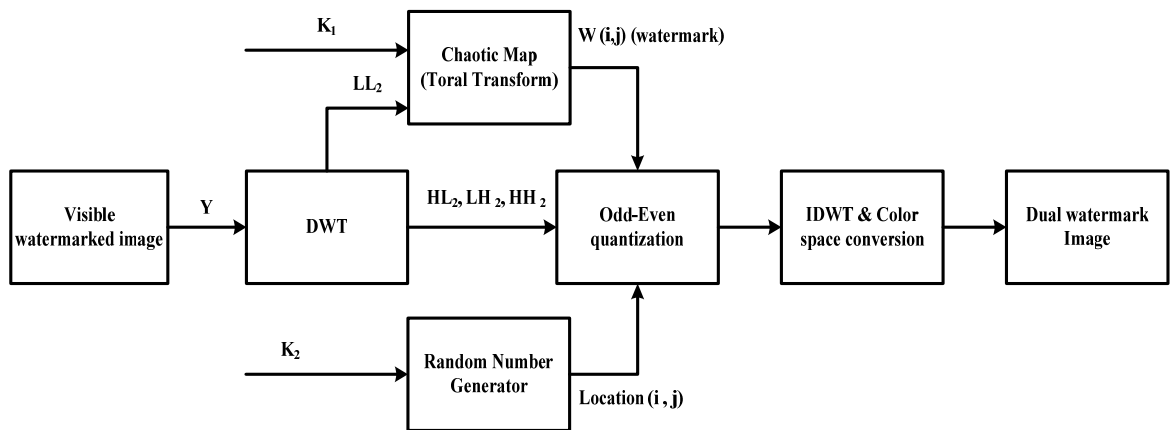 K₁
Chaotic Map
(Toral Transform)
W (i,j) (watermark)
LL₂
Visible
watermarked image
Y
DWT
HL₂, LH ₂, HH ₂
Odd-Even
quantization
IDWT & Color
space conversion
Dual watermark
Image
K₂
Random Number
Generator
Location (i , j)